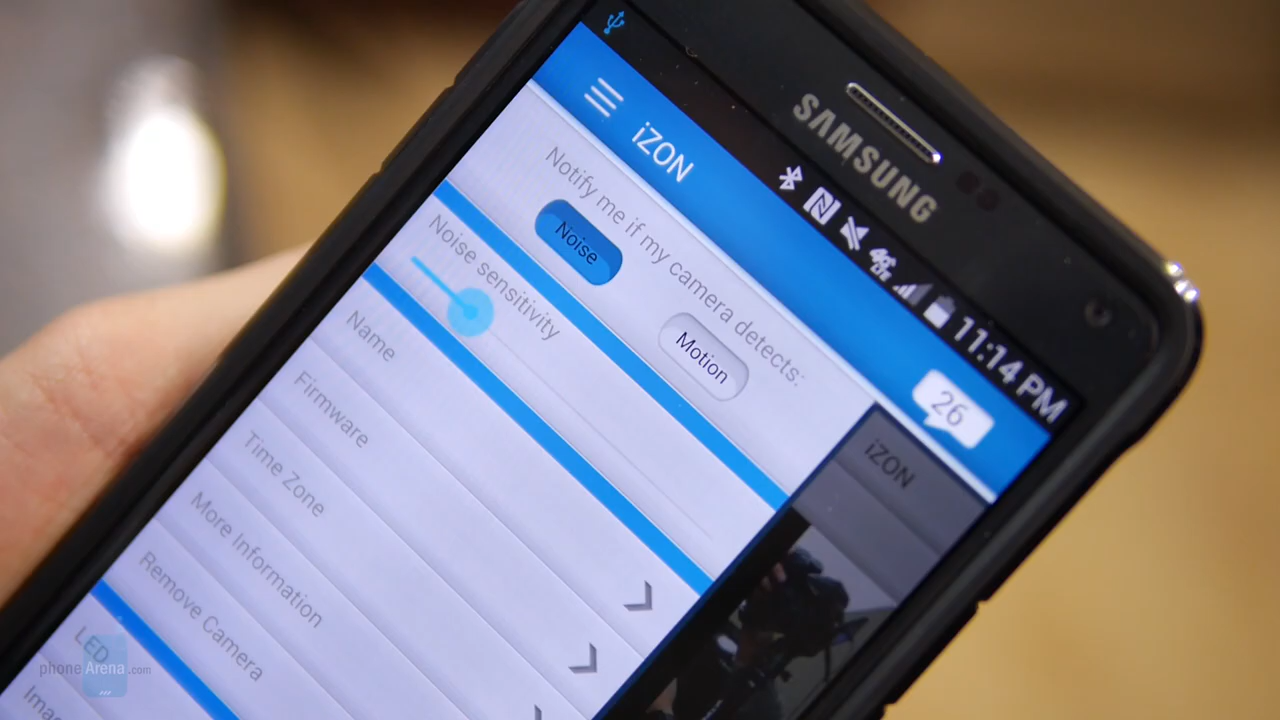 SAMSUNG
11:14 PM
iZON
26
Notify me if my camera detects:
Noise
Motion
Noise sensitivity
iZON
Name
Firmware
Time Zone
More Information
Remove Camera
LED
phoneArena.com